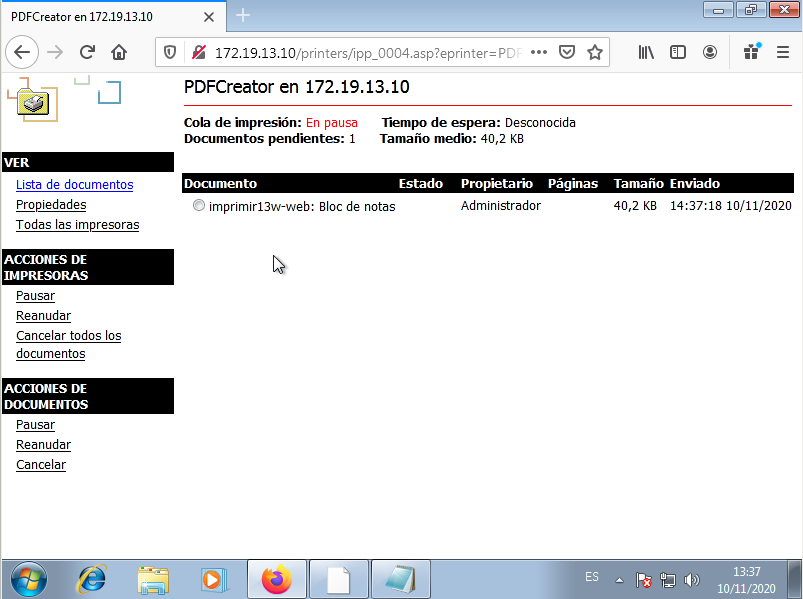 PDFCreator en 172.19.13.10
172.19.13.10/printers/ipp_0004.asp?eprinter=PDF
PDFCreator en 172.19.13.10
Cola de impresión: En pausa Tiempo de espera: Desconocida
Documentos pendientes: 1 Tamaño medio: 40,2 KB
VER
Lista de documentos
Propiedades
Todas las impresoras
ACCIONES DE
IMPRESORAS
Pausar
Reanudar
Cancelar todos los
documentos
ACCIONES DE
DOCUMENTOS
Pausar
Reanudar
Cancelar
Documento Estado Propietario Páginas Tamaño Enviado
imprimir13w-web: Bloc de notas Administrador 40,2 KB 14:37:18 10/11/2020
ES
13:37
10/11/2020